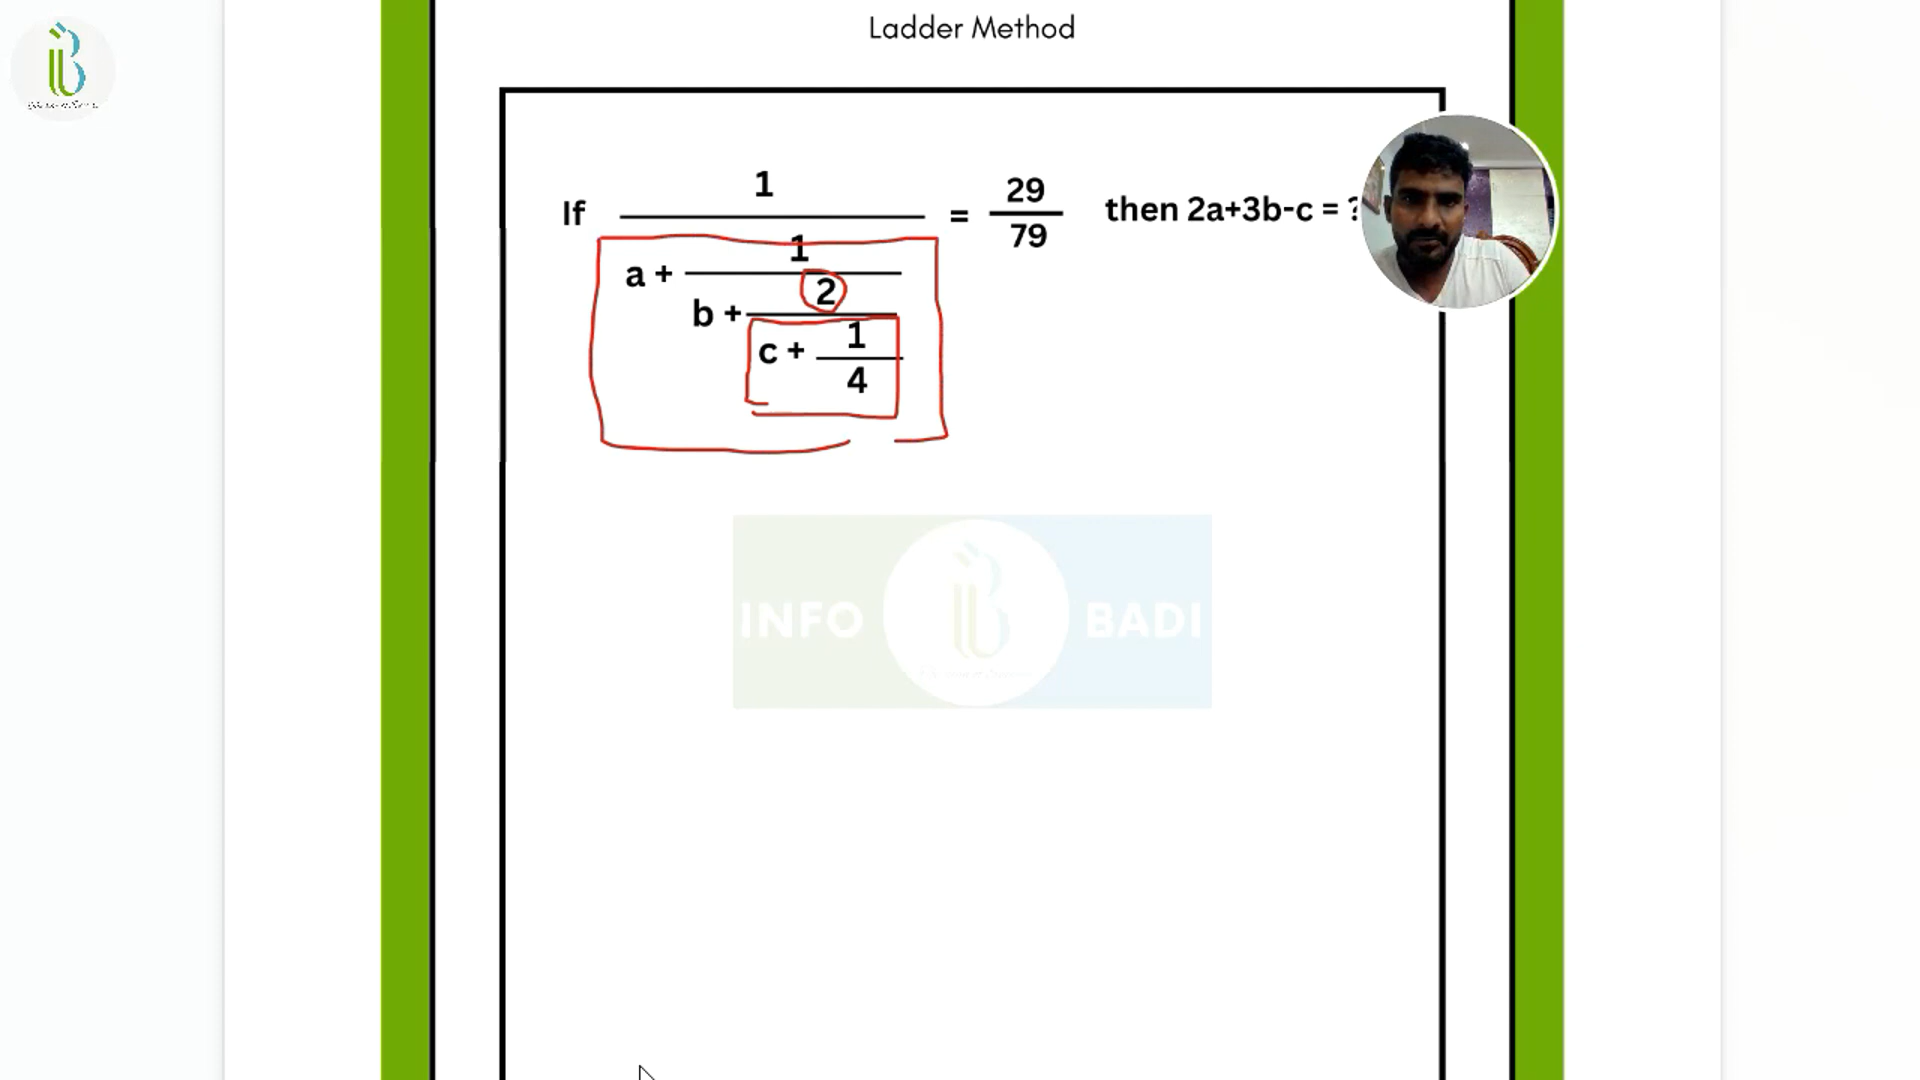 Ladder Method
If 1 / (a + 1 / (b + 2 / (c + 1 / 4))) = 29 / 79 then 2a+3b-c = ?
INFO BADI